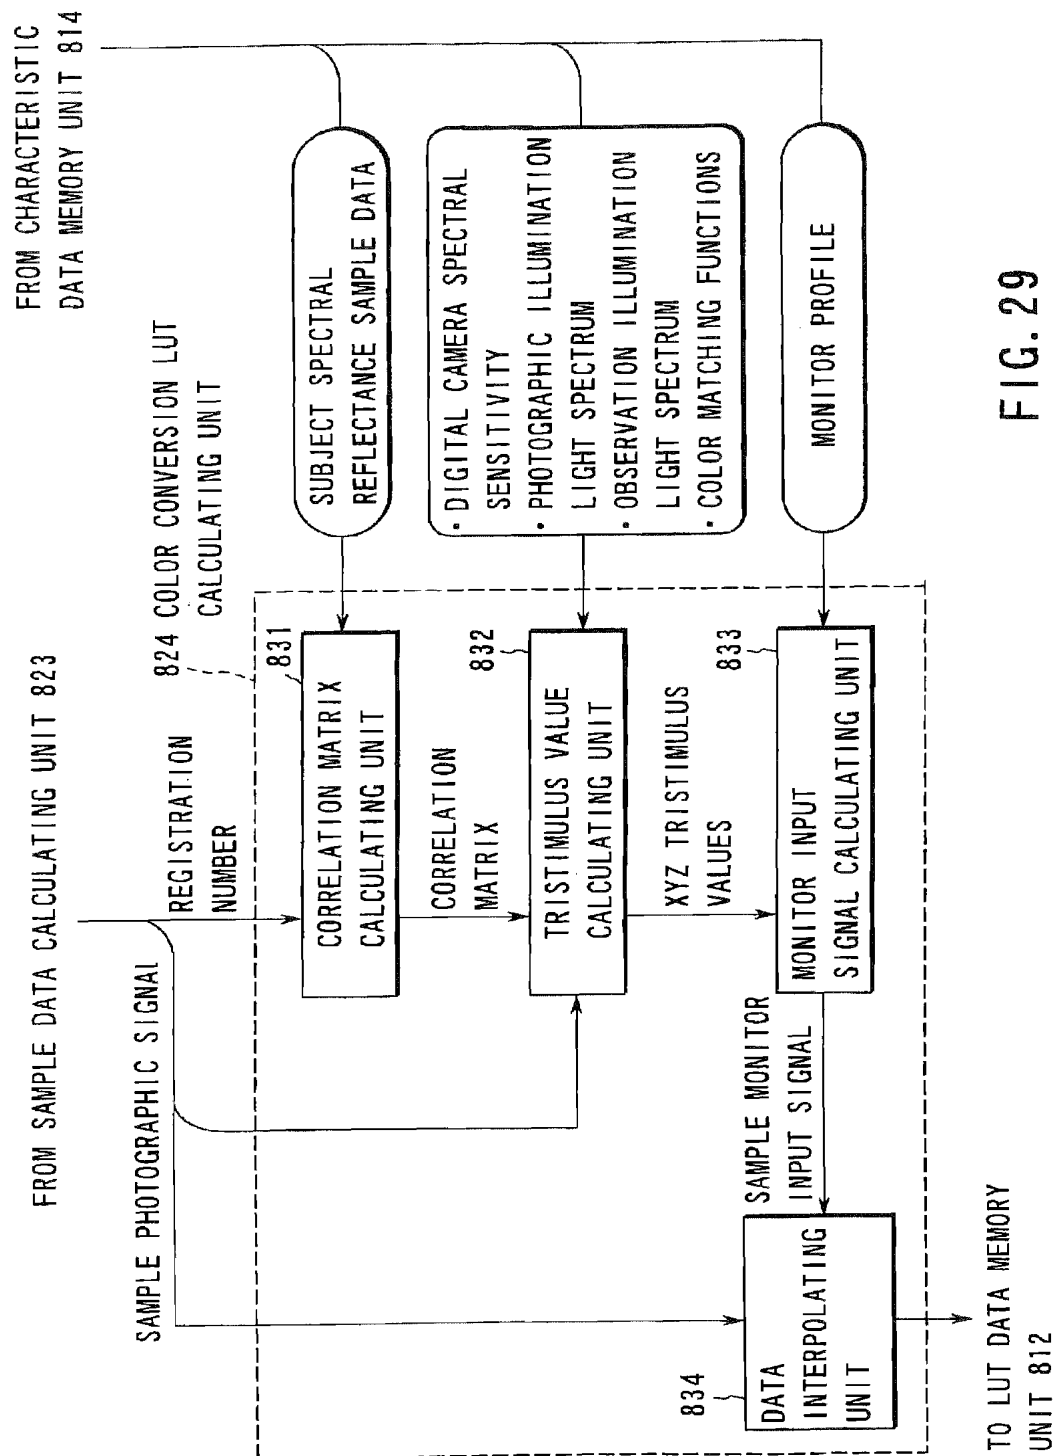 FROM SAMPLE DATA CALCULATING UNIT 823
FROM CHARACTERISTIC
DATA MEMORY UNIT 814
SAMPLE PHOTOGRAPHIC SIGNAL
REGISTRATION
NUMBER
824 COLOR CONVERSION LUT
CALCULATING UNIT
831
CORRELATION MATRIX
CALCULATING UNIT
SUBJECT SPECTRAL
REFLECTANCE SAMPLE DATA
CORRELATION
MATRIX
832
TRISTIMULUS VALUE
CALCULATING UNIT
• DIGITAL CAMERA SPECTRAL
SENSITIVITY
• PHOTOGRAPHIC ILLUMINATION
LIGHT SPECTRUM
• OBSERVATION ILLUMINATION
LIGHT SPECTRUM
• COLOR MATCHING FUNCTIONS
XYZ TRISTIMULUS
VALUES
833
MONITOR INPUT
SIGNAL CALCULATING UNIT
MONITOR PROFILE
SAMPLE MONITOR
INPUT SIGNAL
834
DATA
INTERPOLATING
UNIT
TO LUT DATA MEMORY
UNIT 812
FIG. 29